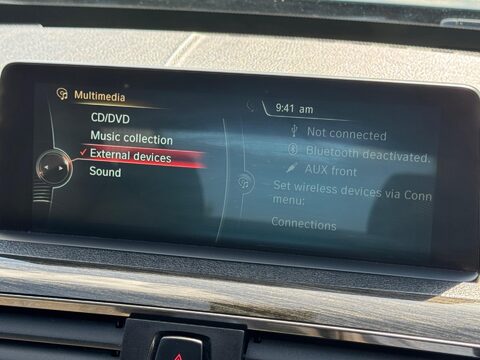 Multimedia
CD/DVD
Music collection
External devices
Sound
9:41 am
Not connected
Bluetooth deactivated.
AUX front
Set wireless devices via Conn
menu:
Connections